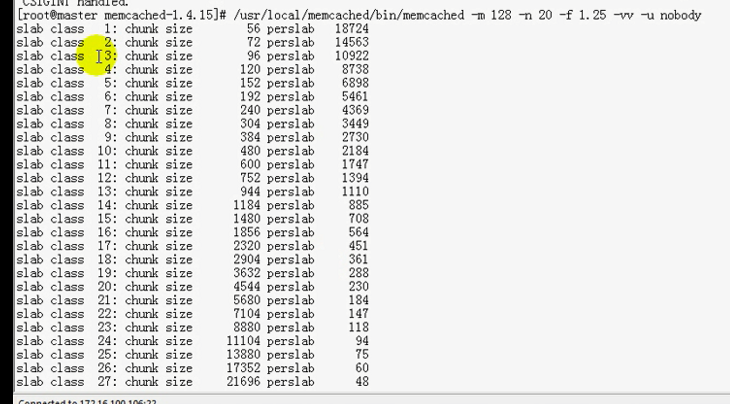 CSIGINT handled.
[root@master memcached-1.4.15]# /usr/local/memcached/bin/memcached -m 128 -n 20 -f 1.25 -vv -u nobody
slab class 1: chunk size 56 perslab 18724
slab class 2: chunk size 72 perslab 14563
slab class 3: chunk size 96 perslab 10922
slab class 4: chunk size 120 perslab 8738
slab class 5: chunk size 152 perslab 6898
slab class 6: chunk size 192 perslab 5461
slab class 7: chunk size 240 perslab 4369
slab class 8: chunk size 304 perslab 3449
slab class 9: chunk size 384 perslab 2730
slab class 10: chunk size 480 perslab 2184
slab class 11: chunk size 600 perslab 1747
slab class 12: chunk size 752 perslab 1394
slab class 13: chunk size 944 perslab 1110
slab class 14: chunk size 1184 perslab 885
slab class 15: chunk size 1480 perslab 708
slab class 16: chunk size 1856 perslab 564
slab class 17: chunk size 2320 perslab 451
slab class 18: chunk size 2904 perslab 361
slab class 19: chunk size 3632 perslab 288
slab class 20: chunk size 4544 perslab 230
slab class 21: chunk size 5680 perslab 184
slab class 22: chunk size 7104 perslab 147
slab class 23: chunk size 8880 perslab 118
slab class 24: chunk size 11104 perslab 94
slab class 25: chunk size 13880 perslab 75
slab class 26: chunk size 17352 perslab 60
slab class 27: chunk size 21696 perslab 48
Connected to 172.16.100.106:22